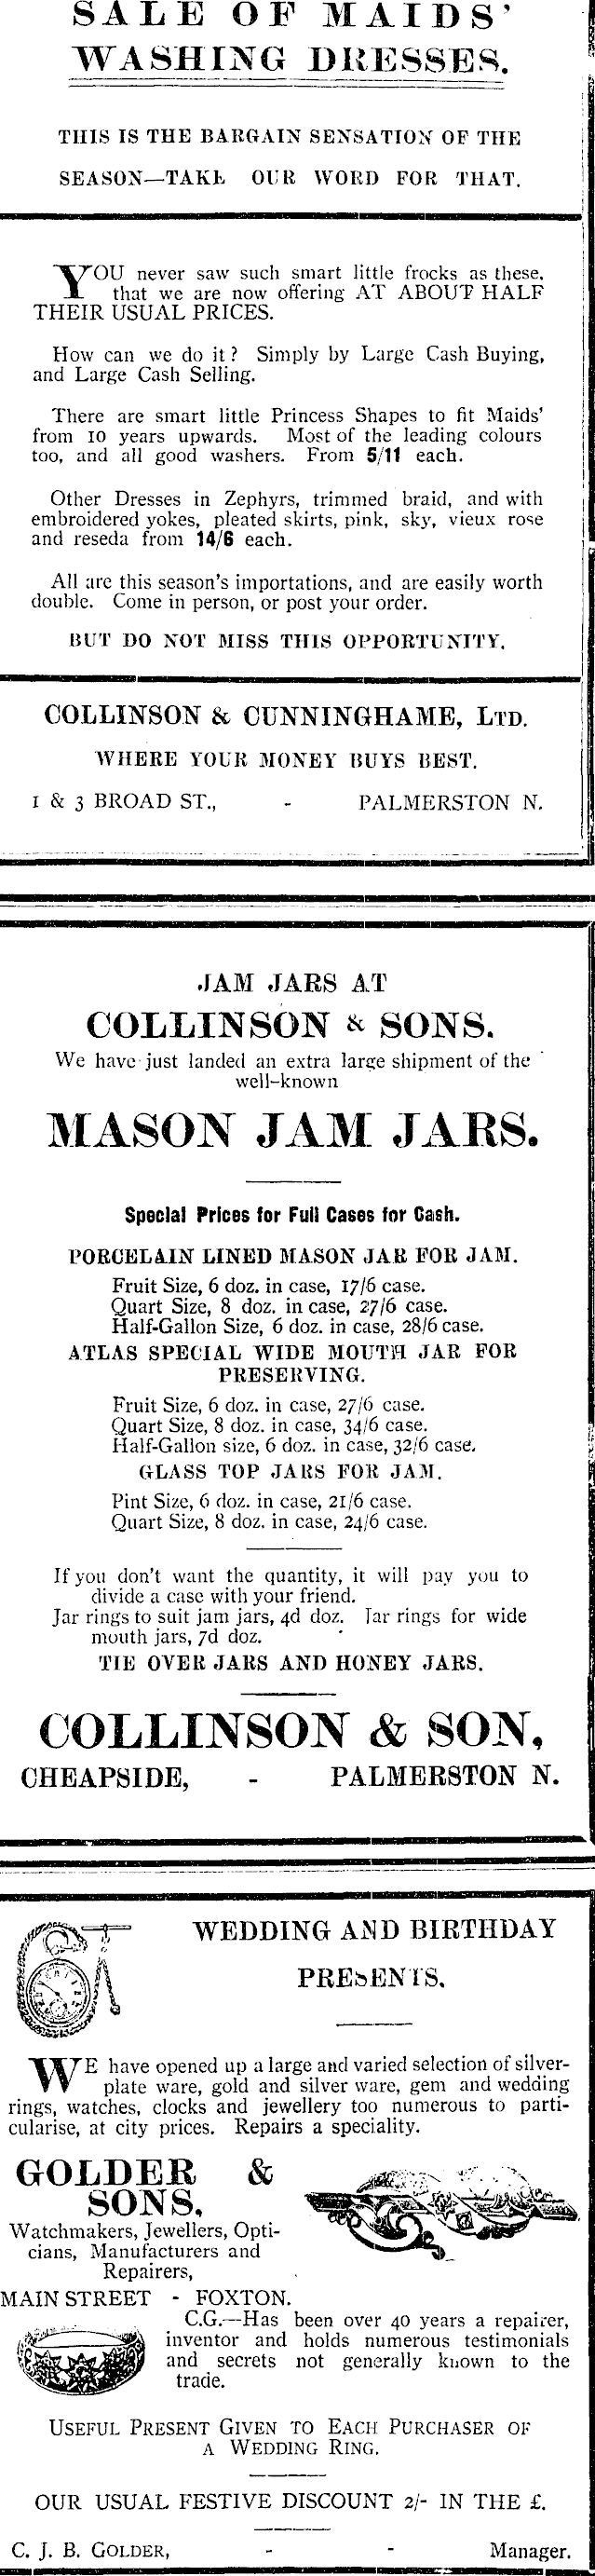 SALE OF MAIDS'
WASHING DRESSES.
THIS IS THE BARGAIN SENSATION OF THE
SEASON—TAKE OUR WORD FOR THAT.
YOU never saw such smart little frocks as these,
that we are now offering AT ABOUT HALF
THEIR USUAL PRICES.
How can we do it? Simply by Large Cash Buying,
and Large Cash Selling.
There are smart little Princess Shapes to fit Maids'
from 10 years upwards. Most of the leading colours
too, and all good washers. From 5/11 each.
Other Dresses in Zephyrs, trimmed braid, and with
embroidered yokes, pleated skirts, pink, sky, vieux rose
and reseda from 14/6 each.
All are this season's importations, and are easily worth
double. Come in person, or post your order.
BUT DO NOT MISS THIS OPPORTUNITY.
COLLINSON & CUNNINGHAME, LTD.
WHERE YOUR MONEY BUYS BEST.
1 & 3 BROAD ST., - PALMERSTON N.
JAM JARS AT
COLLINSON & SONS.
We have just landed an extra large shipment of the
well-known
MASON JAM JARS.
Special Prices for Full Cases for Cash.
PORCELAIN LINED MASON JAR FOR JAM.
Fruit Size, 6 doz. in case, 17/6 case.
Quart Size, 8 doz. in case, 27/6 case.
Half-Gallon Size, 6 doz. in case, 28/6 case.
ATLAS SPECIAL WIDE MOUTH JAR FOR
PRESERVING.
Fruit Size, 6 doz. in case, 27/6 case.
Quart Size, 8 doz. in case, 34/6 case.
Half-Gallon size, 6 doz. in case, 32/6 case.
GLASS TOP JARS FOR JAM.
Pint Size, 6 doz. in case, 21/6 case.
Quart Size, 8 doz. in case, 24/6 case.
If you don't want the quantity, it will pay you to
divide a case with your friend.
Jar rings to suit jam jars, 4d doz. Jar rings for wide
mouth jars, 7d doz.
TIE OVER JARS AND HONEY JARS.
COLLINSON & SON,
CHEAPSIDE, - PALMERSTON N.
WEDDING AND BIRTHDAY
PRESENTS.
WE have opened up a large and varied selection of silver-
plate ware, gold and silver ware, gem and wedding
rings, watches, clocks and jewellery too numerous to parti-
cularise, at city prices. Repairs a speciality.
GOLDER &
SONS,
Watchmakers, Jewellers, Opti-
cians, Manufacturers and
Repairers,
MAIN STREET - FOXTON.
C.G.—Has been over 40 years a repairer,
inventor and holds numerous testimonials
and secrets not generally known to the
trade.
USEFUL PRESENT GIVEN TO EACH PURCHASER OF
A WEDDING RING.
OUR USUAL FESTIVE DISCOUNT 2/- IN THE £.
C. J. B. GOLDER, - - Manager.